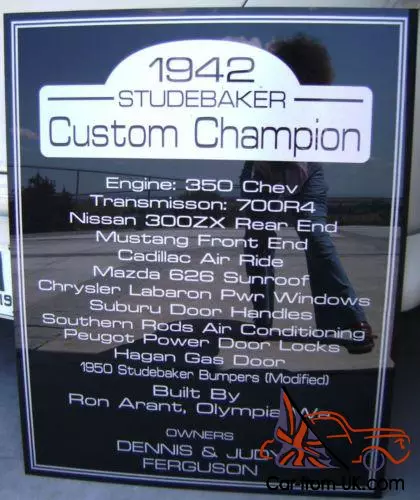 1942
STUDEBAKER
Custom Champion
Engine: 350 Chev
Transmisson: 700R4
Nissan 300ZX Rear End
Mustang Front End
Cadillac Air Ride
Mazda 626 Sunroof
Chrysler Labaron Pwr Windows
Suburu Door Handles
Southern Rods Air Conditioning
Peugot Power Door Locks
Hagan Gas Door
1950 Studebaker Bumpers (Modified)
Built By
Ron Arant, Olympia Wa
OWNERS
DENNIS & JUDY
FERGUSON
Car-from-UK.com